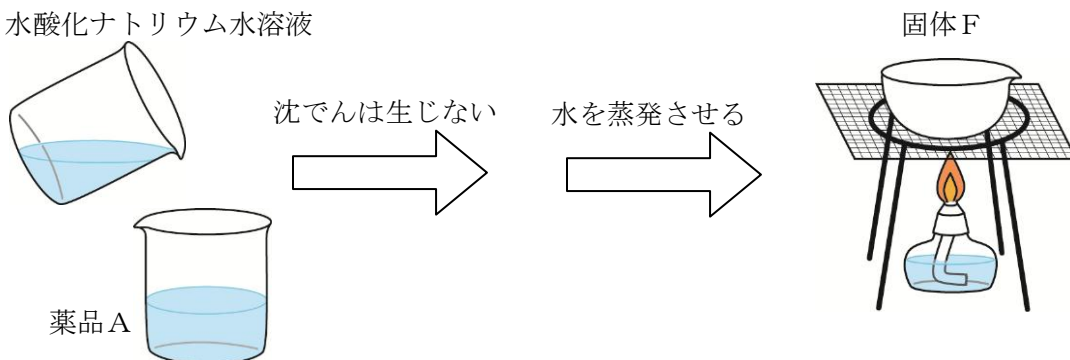 水酸化ナトリウム水溶液
固体F
沈でんは生じない
水を蒸発させる
薬品A